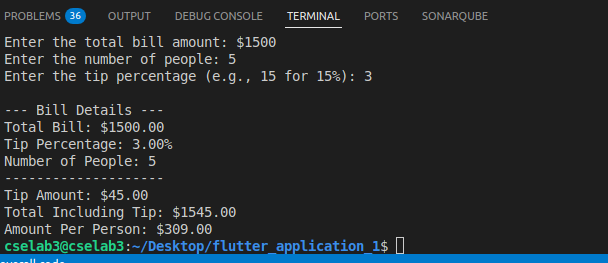 PROBLEMS 36 OUTPUT DEBUG CONSOLE TERMINAL PORTS SONARQUBE
Enter the total bill amount: $1500
Enter the number of people: 5
Enter the tip percentage (e.g., 15 for 15%): 3
--- Bill Details ---
Total Bill: $1500.00
Tip Percentage: 3.00%
Number of People: 5
--------------------
Tip Amount: $45.00
Total Including Tip: $1545.00
Amount Per Person: $309.00
cselab3@cselab3:~/Desktop/flutter_application_1$